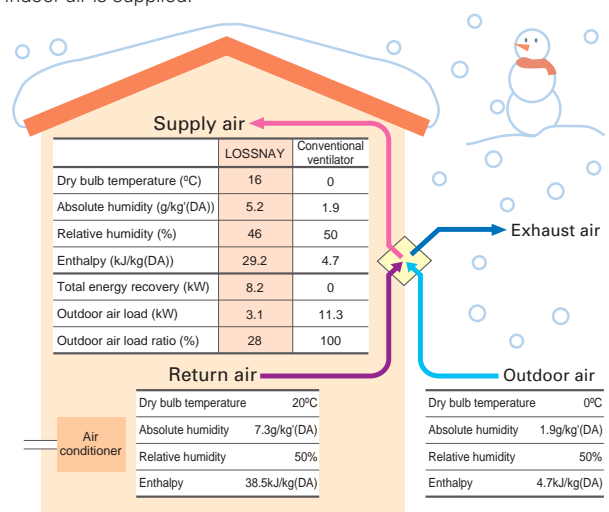 indoor air is supplied.
Supply air
LOSSNAY Conventional ventilator
Dry bulb temperature (ºC) 16 0
Absolute humidity (g/kg'(DA)) 5.2 1.9
Relative humidity (%) 46 50
Enthalpy (kJ/kg(DA)) 29.2 4.7
Total energy recovery (kW) 8.2 0
Outdoor air load (kW) 3.1 11.3
Outdoor air load ratio (%) 28 100
Exhaust air
Return air
Dry bulb temperature 20ºC
Absolute humidity 7.3g/kg'(DA)
Relative humidity 50%
Enthalpy 38.5kJ/kg(DA)
Outdoor air
Dry bulb temperature 0ºC
Absolute humidity 1.9g/kg'(DA)
Relative humidity 50%
Enthalpy 4.7kJ/kg(DA)
Air
conditioner